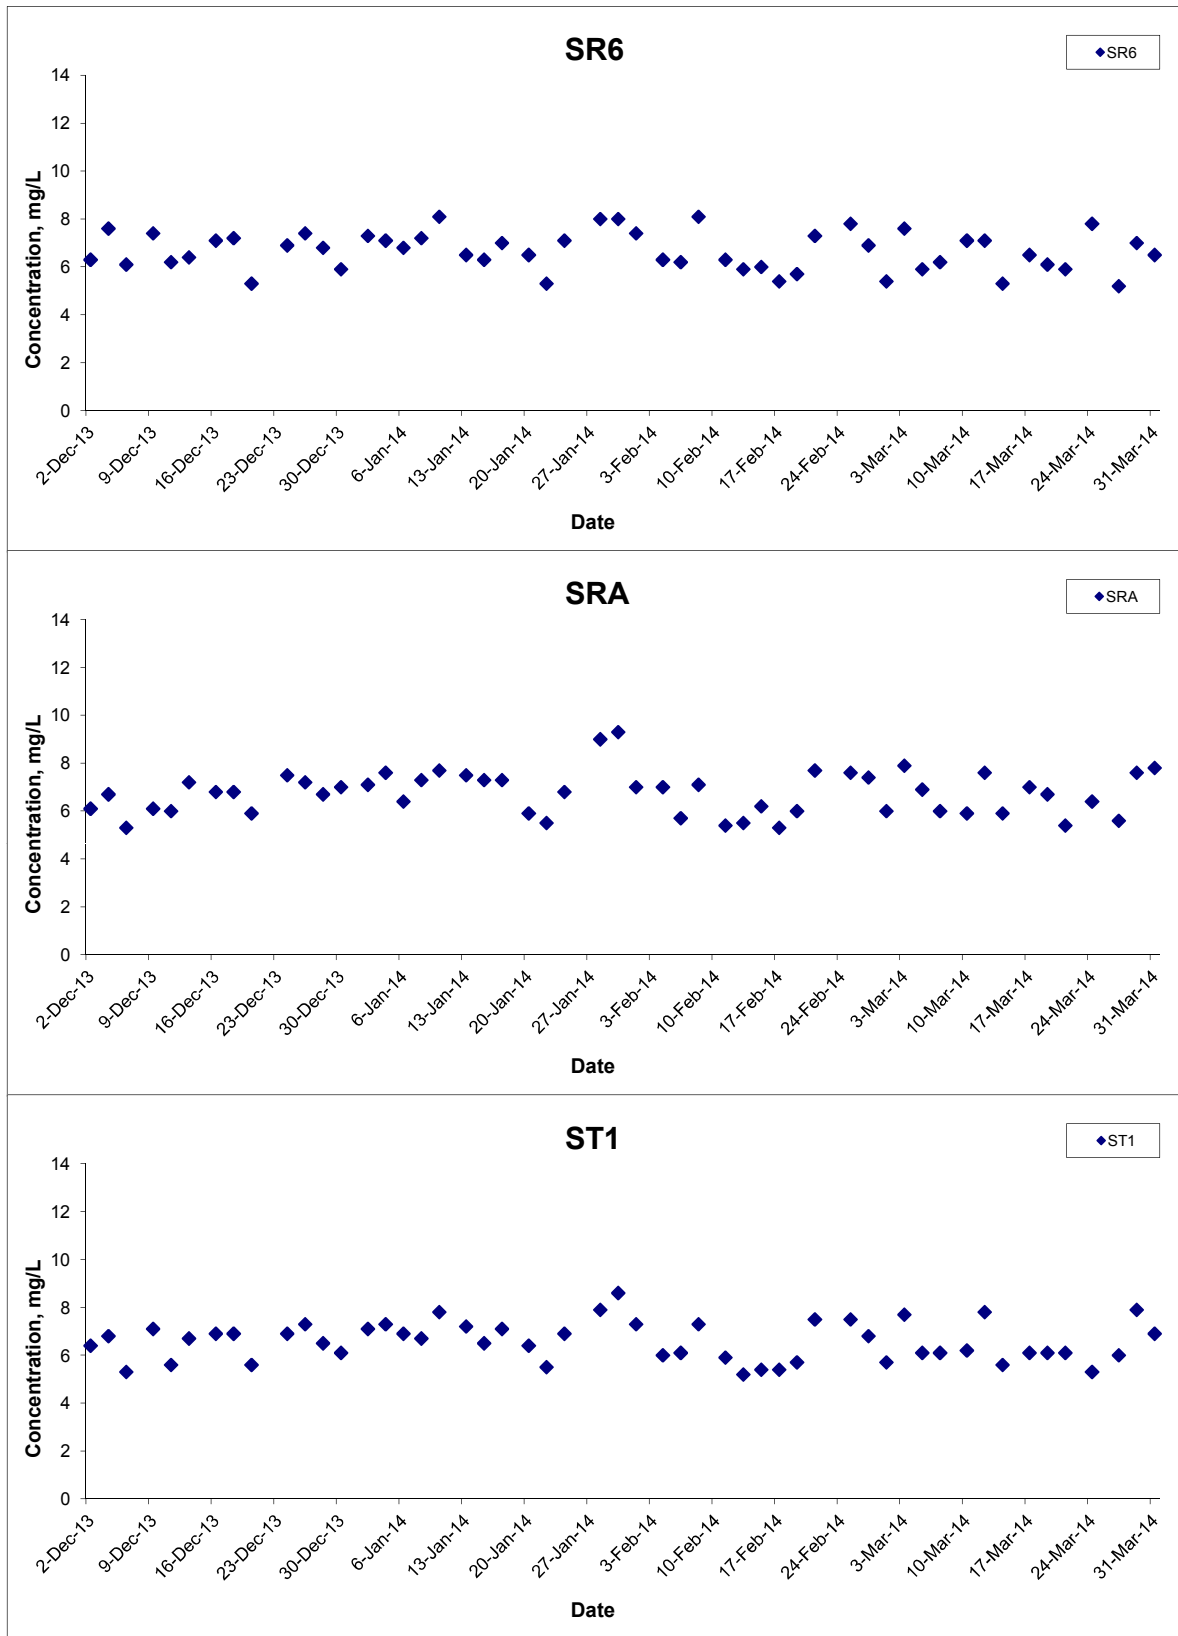 SR6
SR6
Concentration, mg/L
14
12
10
8
6
4
2
0
2-Dec-13
9-Dec-13
16-Dec-13
23-Dec-13
30-Dec-13
6-Jan-14
13-Jan-14
20-Jan-14
27-Jan-14
3-Feb-14
10-Feb-14
17-Feb-14
24-Feb-14
3-Mar-14
10-Mar-14
17-Mar-14
24-Mar-14
31-Mar-14
Date
SRA
SRA
Concentration, mg/L
14
12
10
8
6
4
2
0
2-Dec-13
9-Dec-13
16-Dec-13
23-Dec-13
30-Dec-13
6-Jan-14
13-Jan-14
20-Jan-14
27-Jan-14
3-Feb-14
10-Feb-14
17-Feb-14
24-Feb-14
3-Mar-14
10-Mar-14
17-Mar-14
24-Mar-14
31-Mar-14
Date
ST1
ST1
Concentration, mg/L
14
12
10
8
6
4
2
0
2-Dec-13
9-Dec-13
16-Dec-13
23-Dec-13
30-Dec-13
6-Jan-14
13-Jan-14
20-Jan-14
27-Jan-14
3-Feb-14
10-Feb-14
17-Feb-14
24-Feb-14
3-Mar-14
10-Mar-14
17-Mar-14
24-Mar-14
31-Mar-14
Date